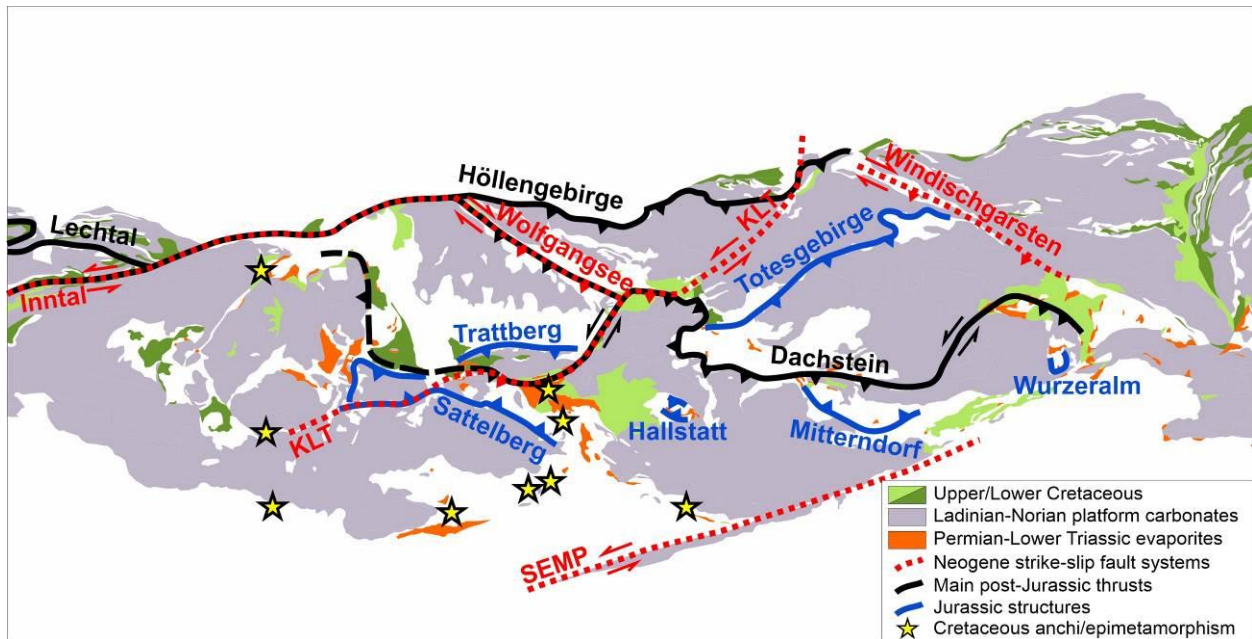 Höllengebirge
Windischgarsten
Lechtal
Wolfgangsee
KLT
Totesgebirge
Inntal
Trattberg
Dachstein
Wurzeralm
KLT
Sattelberg
Hallstatt
Mitterndorf
SEMP
Upper/Lower Cretaceous
Ladinian-Norian platform carbonates
Permian-Lower Triassic evaporites
Neogene strike-slip fault systems
Main post-Jurassic thrusts
Jurassic structures
Cretaceous anchi/epimetamorphism